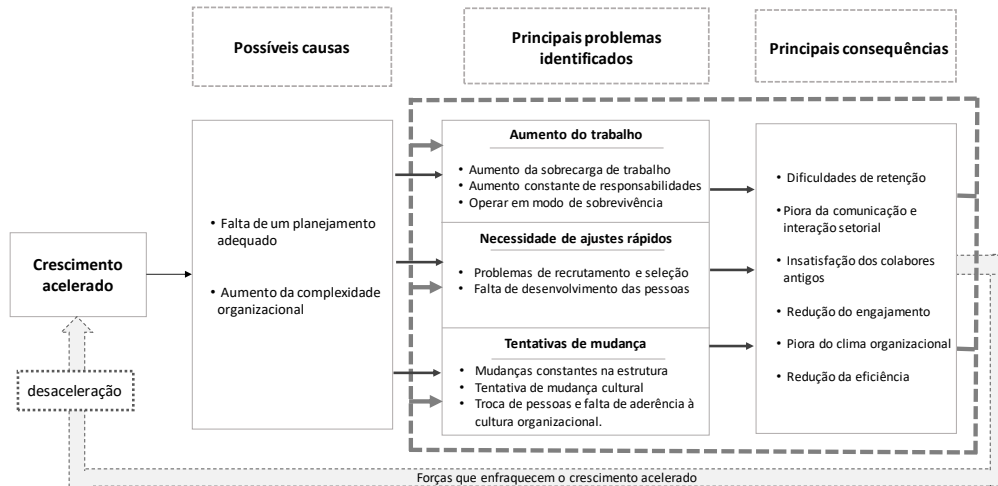 Possíveis causas
Principais problemas
identificados
Principais consequências
Crescimento
acelerado
desaceleração
• Falta de um planejamento
adequado
• Aumento da complexidade
organizacional
Aumento do trabalho
• Aumento da sobrecarga de trabalho
• Aumento constante de responsabilidades
• Operar em modo de sobrevivência
Necessidade de ajustes rápidos
• Problemas de recrutamento e seleção
• Falta de desenvolvimento das pessoas
Tentativas de mudança
• Mudanças constantes na estrutura
• Tentativa de mudança cultural
• Troca de pessoas e falta de aderência à
cultura organizacional.
• Dificuldades de retenção
• Piora da comunicação e
interação setorial
• Insatisfação dos colabores
antigos
• Redução do engajamento
• Piora do clima organizacional
• Redução da eficiência
Forças que enfraquecem o crescimento acelerado